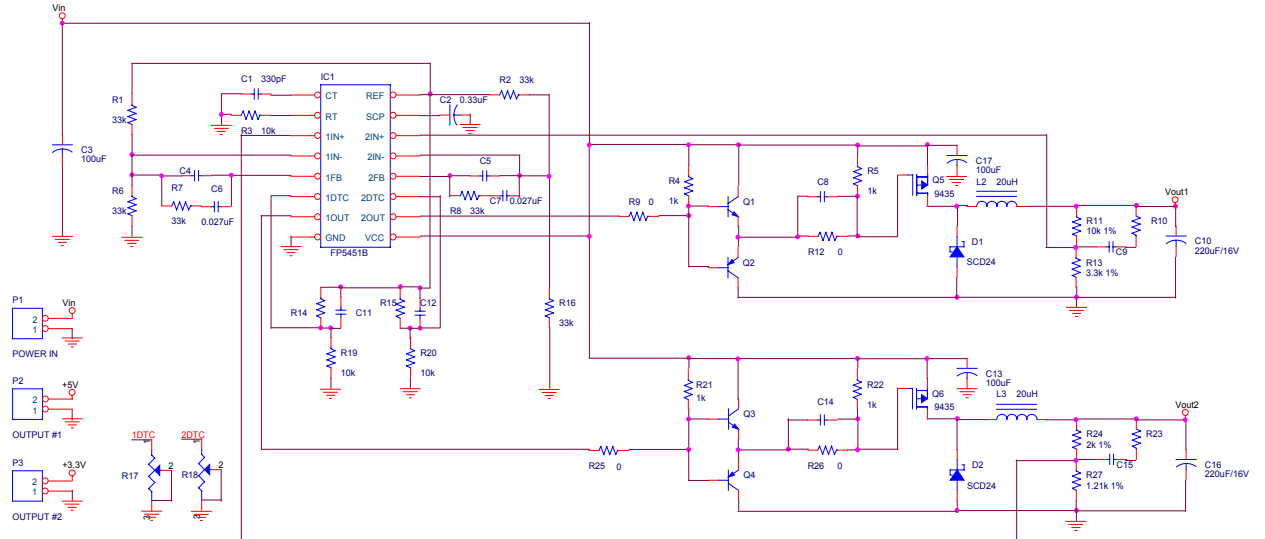 Vin
C1 330pF
IC1
R2 33k
C2 0.33uF
R1
33k
R3 10k
CT
RT
1IN+
1IN-
1FB
1DTC
1OUT
GND
REF
SCP
2IN+
2IN-
2FB
2DTC
2OUT
VCC
FP5451B
C3
100uF
C4
R7
33k
C6
0.027uF
R6
33k
C5
R8 33k
C7
0.027uF
R4
1k
R9 0
Q1
Q2
C8
R12 0
R5
1k
Q5
9435
C17
100uF
L2 20uH
Vout1
D1
SCD24
R11
10k 1%
R10
C9
R13
3.3k 1%
C10
220uF/16V
R14
C11
R15
C12
R19
10k
R20
10k
R16
33k
P1
Vin
2
1
POWER IN
P2
+5V
2
1
OUTPUT #1
P3
+3.3V
2
1
OUTPUT #2
1DTC
1
R17
2
3
2DTC
1
R18
2
3
R21
1k
R25 0
Q3
Q4
C14
R26 0
R22
1k
Q6
9435
C13
100uF
L3 20uH
Vout2
D2
SCD24
R24
2k 1%
R23
C15
R27
1.21k 1%
C16
220uF/16V